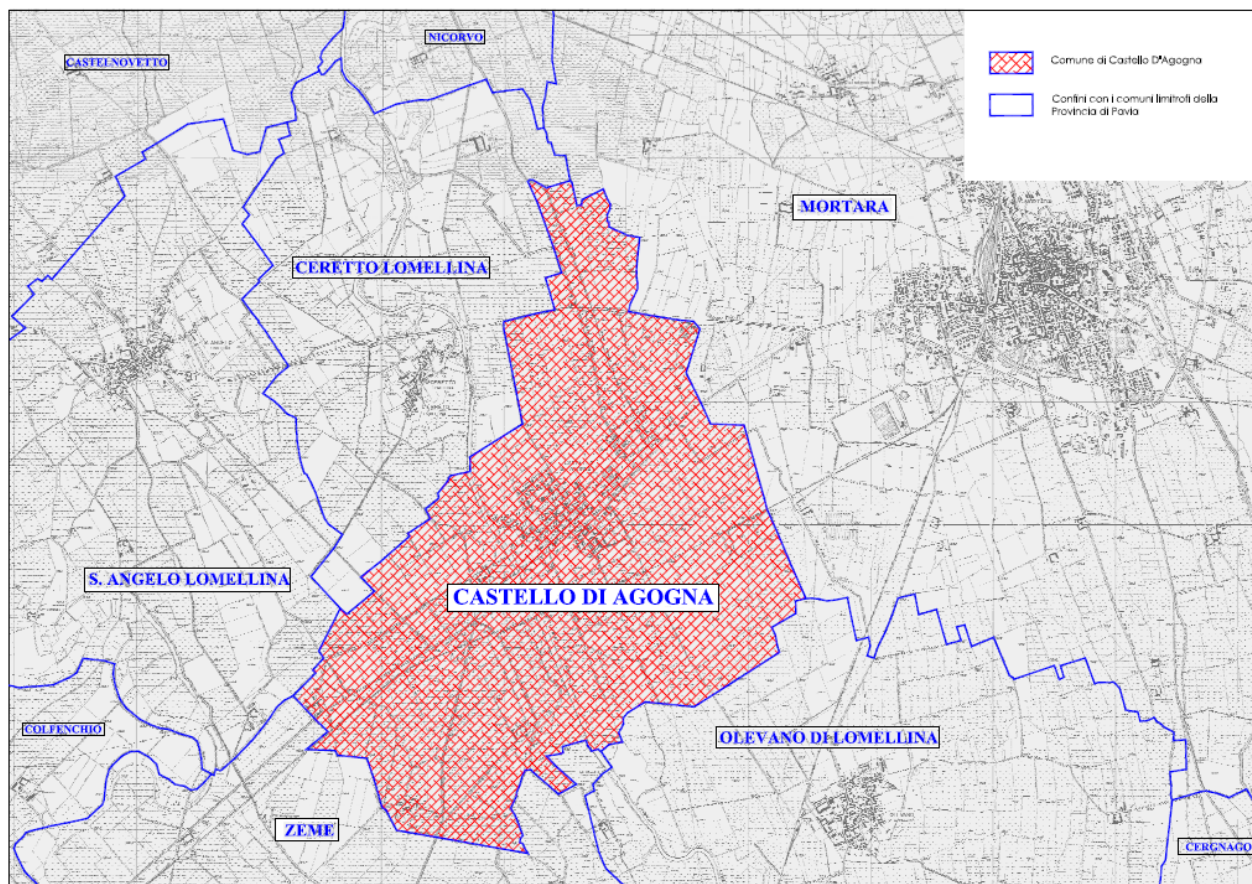 NICORVO
CASTELNOVETTO
Comune di Castello D'Agogna
Confini con i comuni limitrofi della
Provincia di Pavia
MORTARA
CERETTO LOMELLINA
S. ANGELO LOMELLINA
CASTELLO DI AGOGNA
COLFENCHIO
OLEVANO DI LOMELLINA
ZEME
CERGNAGO